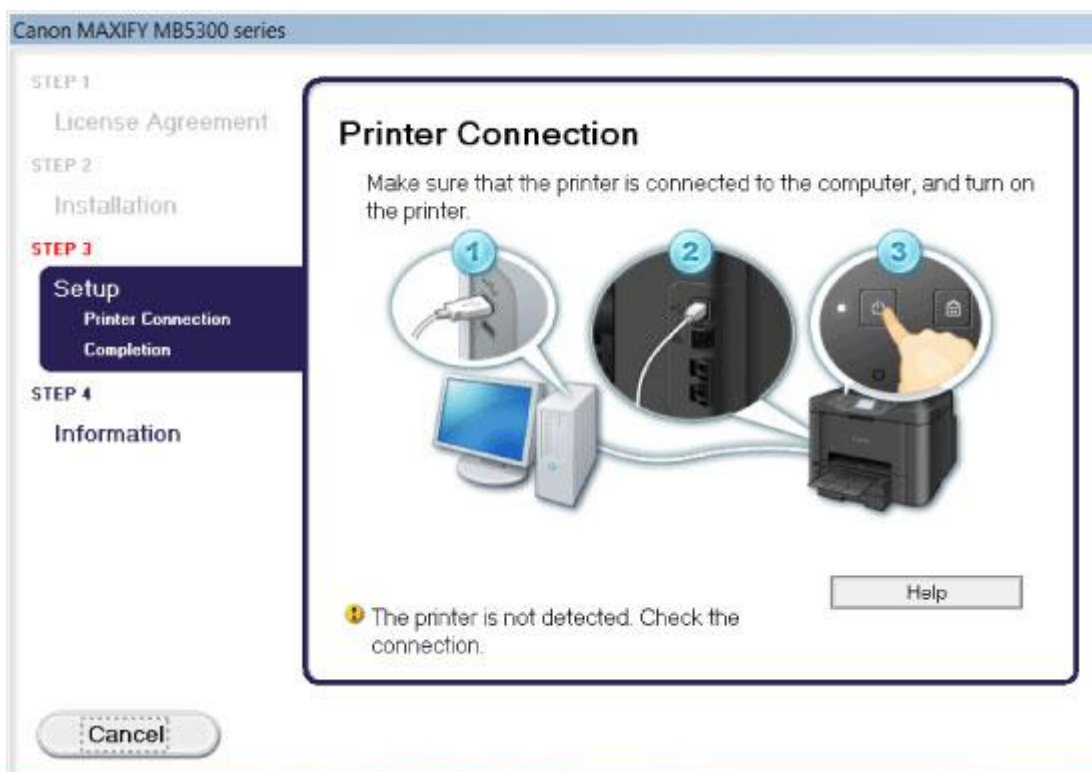 Canon MAXIFY MB5300 series
STEP 1
License Agreement
STEP 2
Installation
STEP 3
Setup
Printer Connection
Completion
STEP 4
Information
Printer Connection
Make sure that the printer is connected to the computer, and turn on
the printer.
1
2
3
Help
The printer is not detected. Check the
connection.
Cancel